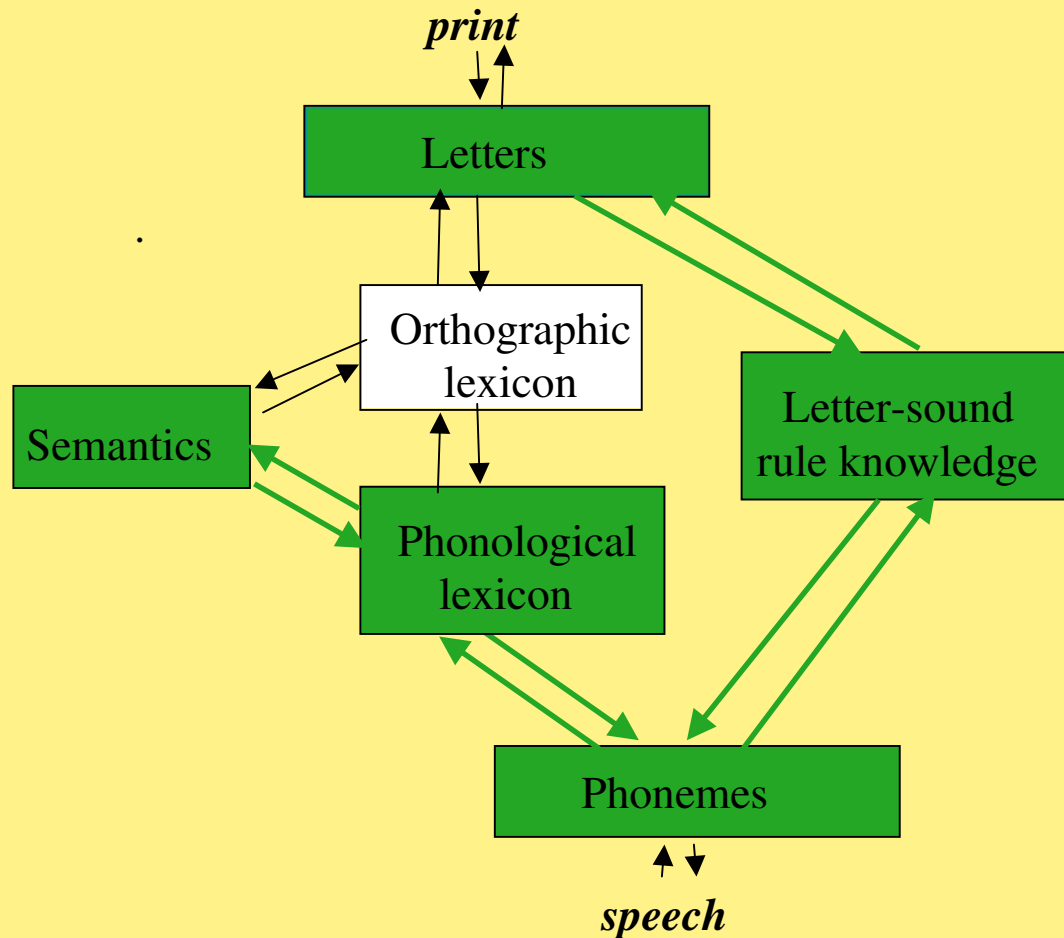 print
Letters
Orthographic
lexicon
Letter-sound
rule knowledge
Semantics
Phonological
lexicon
Phonemes
speech